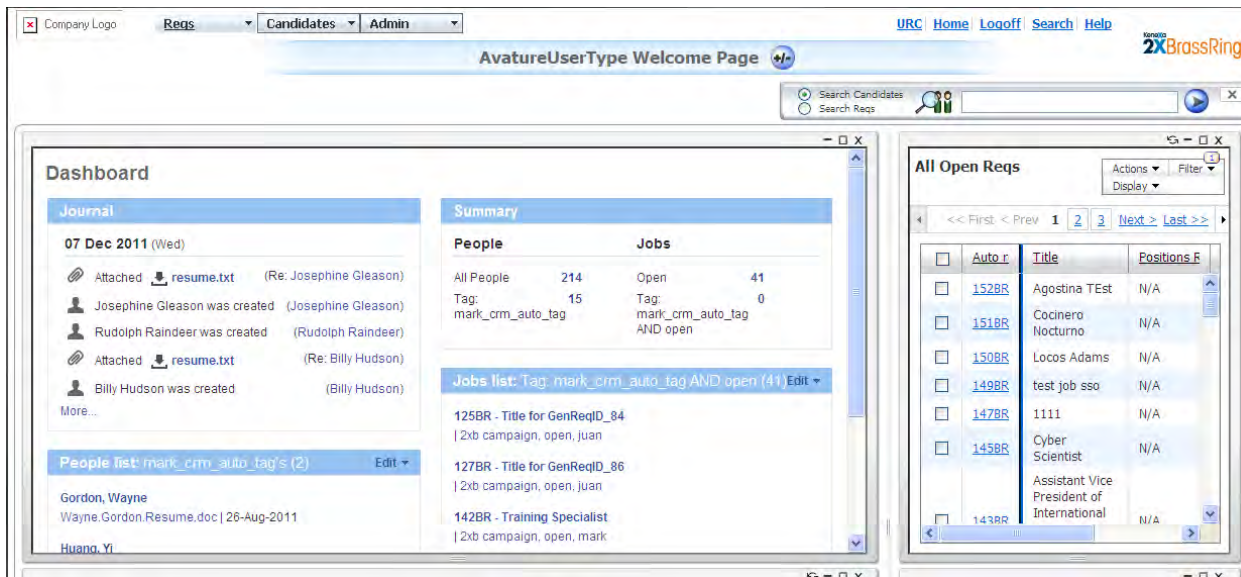 Company Logo
Reqs
Candidates
Admin
URC Home Logoff Search Help
Kenexa
2XBrassRing
AvatureUserType Welcome Page +/-
Search Candidates
Search Reqs
Dashboard
Journal
07 Dec 2011 (Wed)
Attached resume.txt (Re: Josephine Gleason)
Josephine Gleason was created (Josephine Gleason)
Rudolph Raindeer was created (Rudolph Raindeer)
Attached resume.txt (Re: Billy Hudson)
Billy Hudson was created (Billy Hudson)
More...
People list: mark_crm_auto_tag's (2) Edit
Gordon, Wayne
Wayne.Gordon.Resume.doc | 26-Aug-2011
Huang, Yi
Summary
People Jobs
All People 214 Open 41
Tag: 15 Tag: 0
mark_crm_auto_tag mark_crm_auto_tag
AND open
Jobs list: Tag: mark_crm_auto_tag AND open (41) Edit
125BR - Title for GenReqID_84
| 2xb campaign, open, juan
127BR - Title for GenReqID_86
| 2xb campaign, open, juan
142BR - Training Specialist
| 2xb campaign, open, mark
All Open Reqs
Actions Filter 1
Display
<< First < Prev 1 2 3 Next > Last >>
Auto r Title Positions R
152BR Agostina TEst N/A
151BR Cocinero Nocturno N/A
150BR Locos Adams N/A
149BR test job sso N/A
147BR 1111 N/A
145BR Cyber Scientist N/A
Assistant Vice
President of
International
143BR N/A